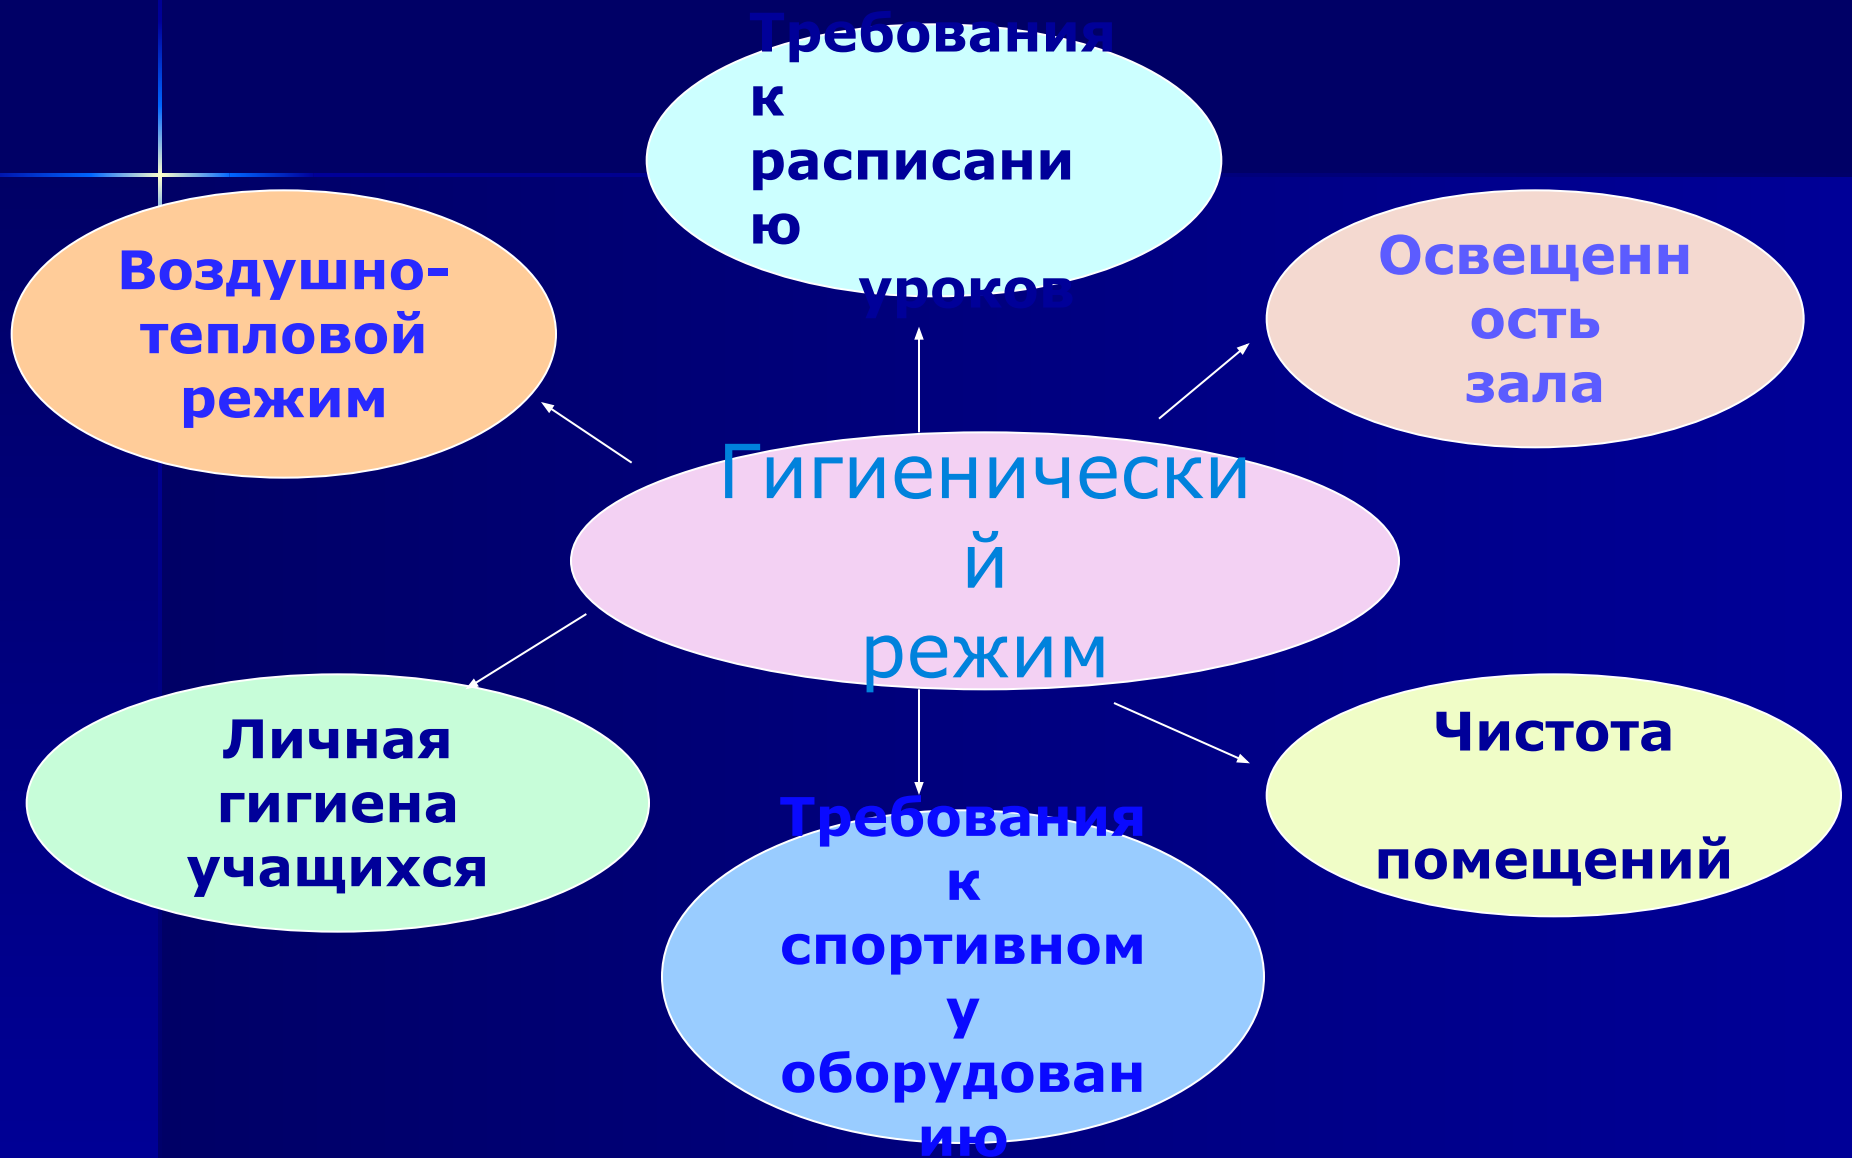 Требования
к
расписани
ю
уроков
Воздушно-
тепловой
режим
Освещенн
ость
зала
Гигиенически
й
режим
Личная
гигиена
учащихся
Чистота
помещений
Требования
к
спортивном
у
оборудован
ию